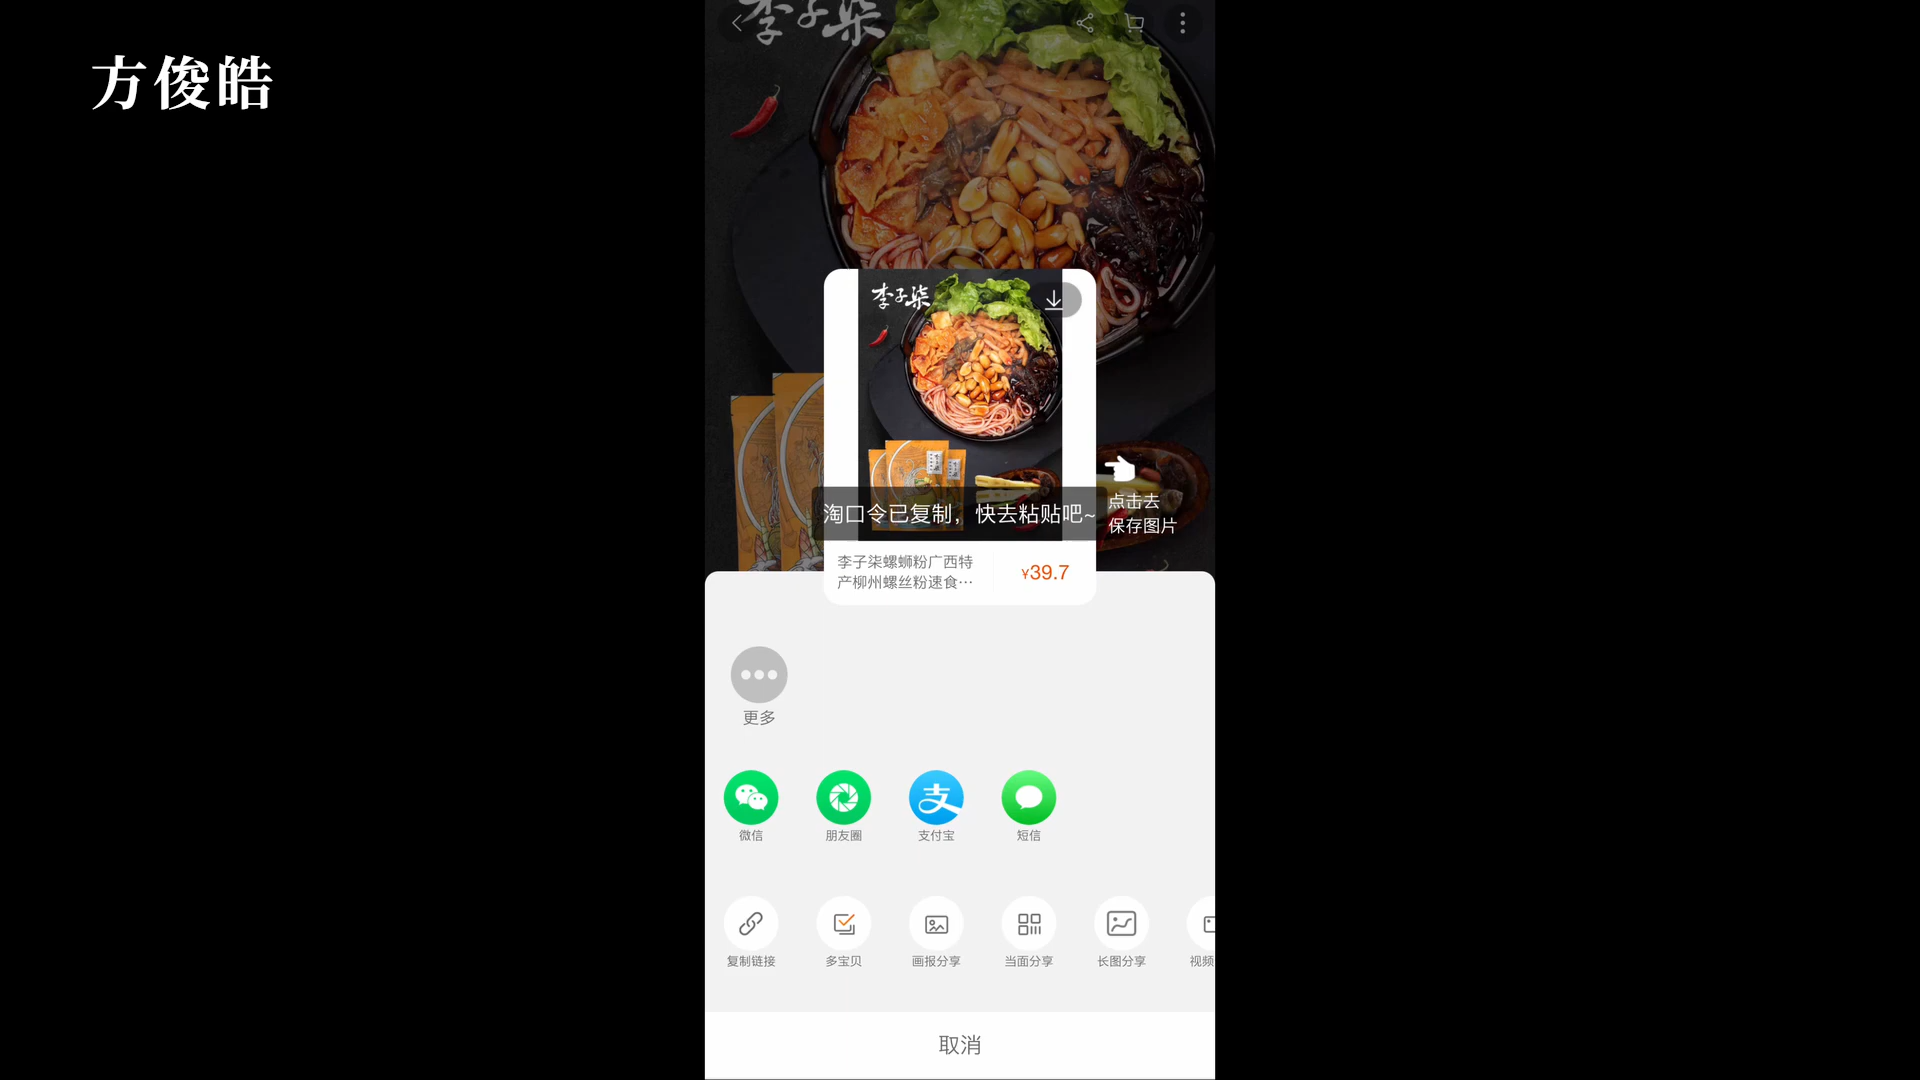 方俊皓
李子柒
李子柒
淘口令已复制，快去粘贴吧~
点击去
保存图片
李子柒螺蛳粉广西特
产柳州螺丝粉速食…
¥39.7
更多
微信
朋友圈
支付宝
短信
复制链接
多宝贝
画报分享
当面分享
长图分享
视频
取消